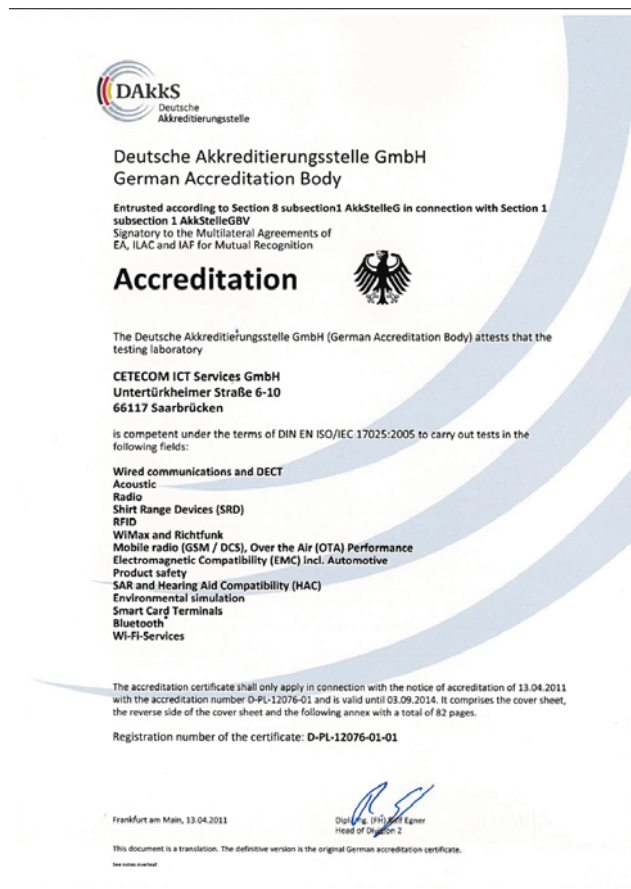 DAkkS
Deutsche
Akkreditierungsstelle
Deutsche Akkreditierungsstelle GmbH
German Accreditation Body
Entrusted according to Section 8 subsection1 AkkStelleG in connection with Section 1
subsection 1 AkkStelleGBV
Signatory to the Multilateral Agreements of
EA, ILAC and IAF for Mutual Recognition
Accreditation
The Deutsche Akkreditierungsstelle GmbH (German Accreditation Body) attests that the
testing laboratory
CETECOM ICT Services GmbH
Untertürkheimer Straße 6-10
66117 Saarbrücken
is competent under the terms of DIN EN ISO/IEC 17025:2005 to carry out tests in the
following fields:
Wired communications and DECT
Acoustic
Radio
Shirt Range Devices (SRD)
RFID
WiMax and Richtfunk
Mobile radio (GSM / DCS), Over the Air (OTA) Performance
Electromagnetic Compatibility (EMC) incl. Automotive
Product safety
SAR and Hearing Aid Compatibility (HAC)
Environmental simulation
Smart Card Terminals
Bluetooth
Wi-Fi-Services
The accreditation certificate shall only apply in connection with the notice of accreditation of 13.04.2011
with the accreditation number D-PL-12076-01 and is valid until 03.09.2014. It comprises the cover sheet,
the reverse side of the cover sheet and the following annex with a total of 82 pages.
Registration number of the certificate: D-PL-12076-01-01
Frankfurt am Main, 13.04.2011
(FH) Egner
Head of Division 2
This document is a translation. The definitive version is the original German accreditation certificate.
See notes overleaf.